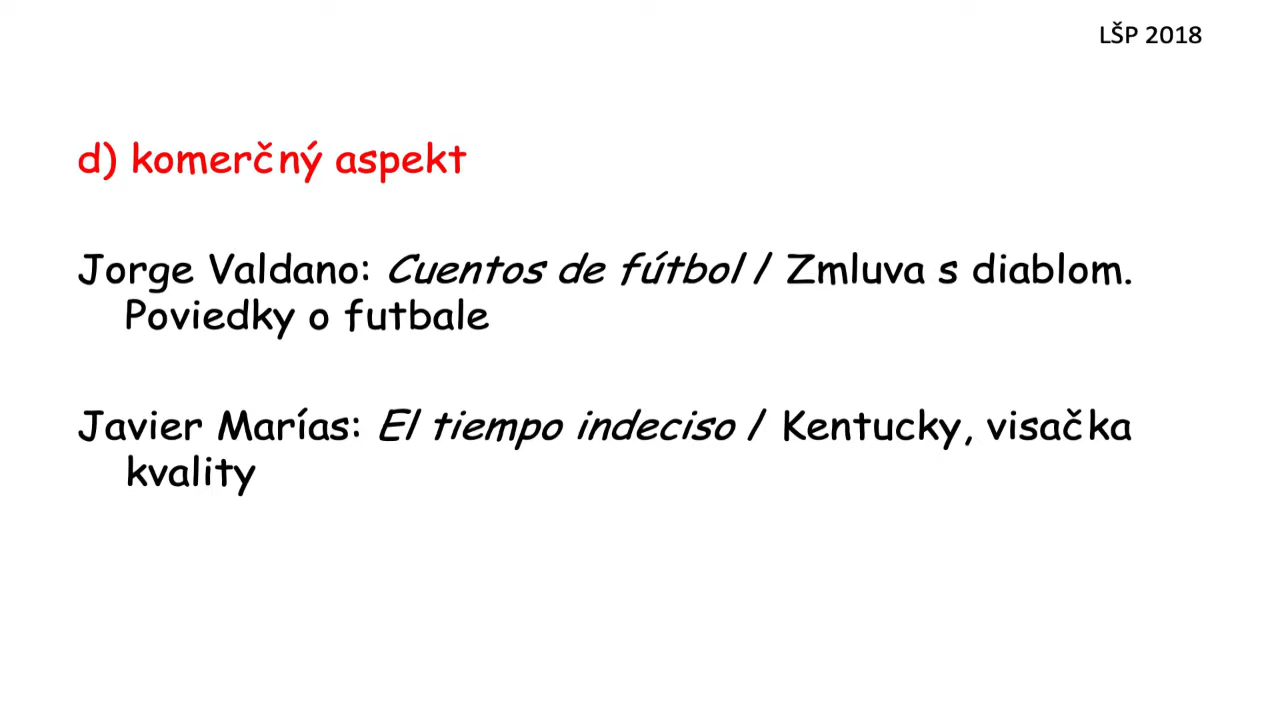 LŠP 2018
d) komerčný aspekt
Jorge Valdano: Cuentos de fútbol / Zmluva s diablom.
Poviedky o futbale
Javier Marías: El tiempo indeciso / Kentucky, visačka
kvality